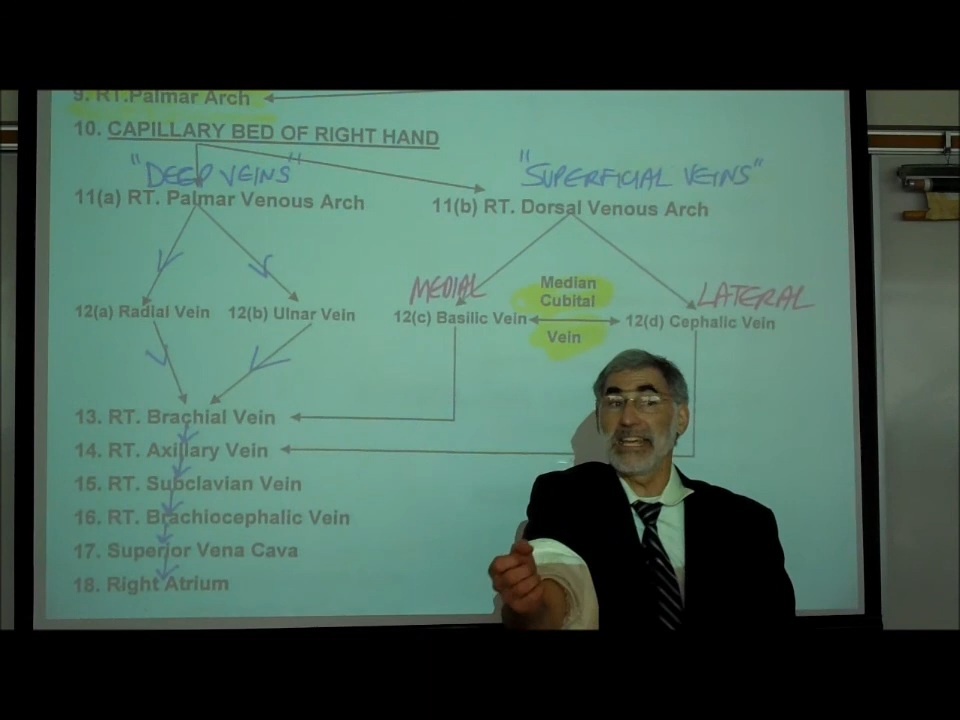 9. RT.Palmar Arch
10. CAPILLARY BED OF RIGHT HAND
"DEEP VEINS" "SUPERFICIAL VEINS"
11(a) RT. Palmar Venous Arch 11(b) RT. Dorsal Venous Arch
MEDIAL Median LATERAL
Cubital
12(a) Radial Vein 12(b) Ulnar Vein 12(c) Basilic Vein 12(d) Cephalic Vein
Vein
13. RT. Brachial Vein
14. RT. Axillary Vein
15. RT. Subclavian Vein
16. RT. Brachiocephalic Vein
17. Superior Vena Cava
18. Right Atrium